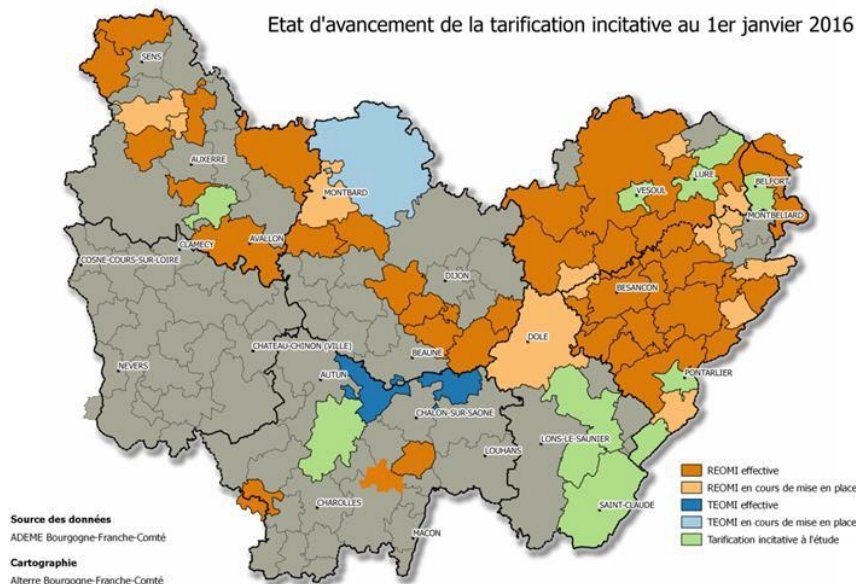 Etat d'avancement de la tarification incitative au 1er janvier 2016
SENS
AUXERRE
MONTBARD
CLAMECY
AVALLON
COSNE-COURS-SUR-LOIRE
DIJON
VESOUL
LURE
BELFORT
MONTBELIARD
BESANCON
DOLE
NEVERS
CHATEAU-CHINON (VILLE)
BEAUNE
AUTUN
CHALON-SUR-SAONE
PONTARLIER
LONS-LE-SAUNIER
LOUHANS
CHAROLLES
SAINT-CLAUDE
MACON
REOMI effective
REOMI en cours de mise en place
TEOMI effective
TEOMI en cours de mise en place
Tarification incitative à l'étude
Source des données
ADEME Bourgogne-Franche-Comté
Cartographie
Alterre Bourgogne-Franche-Comté